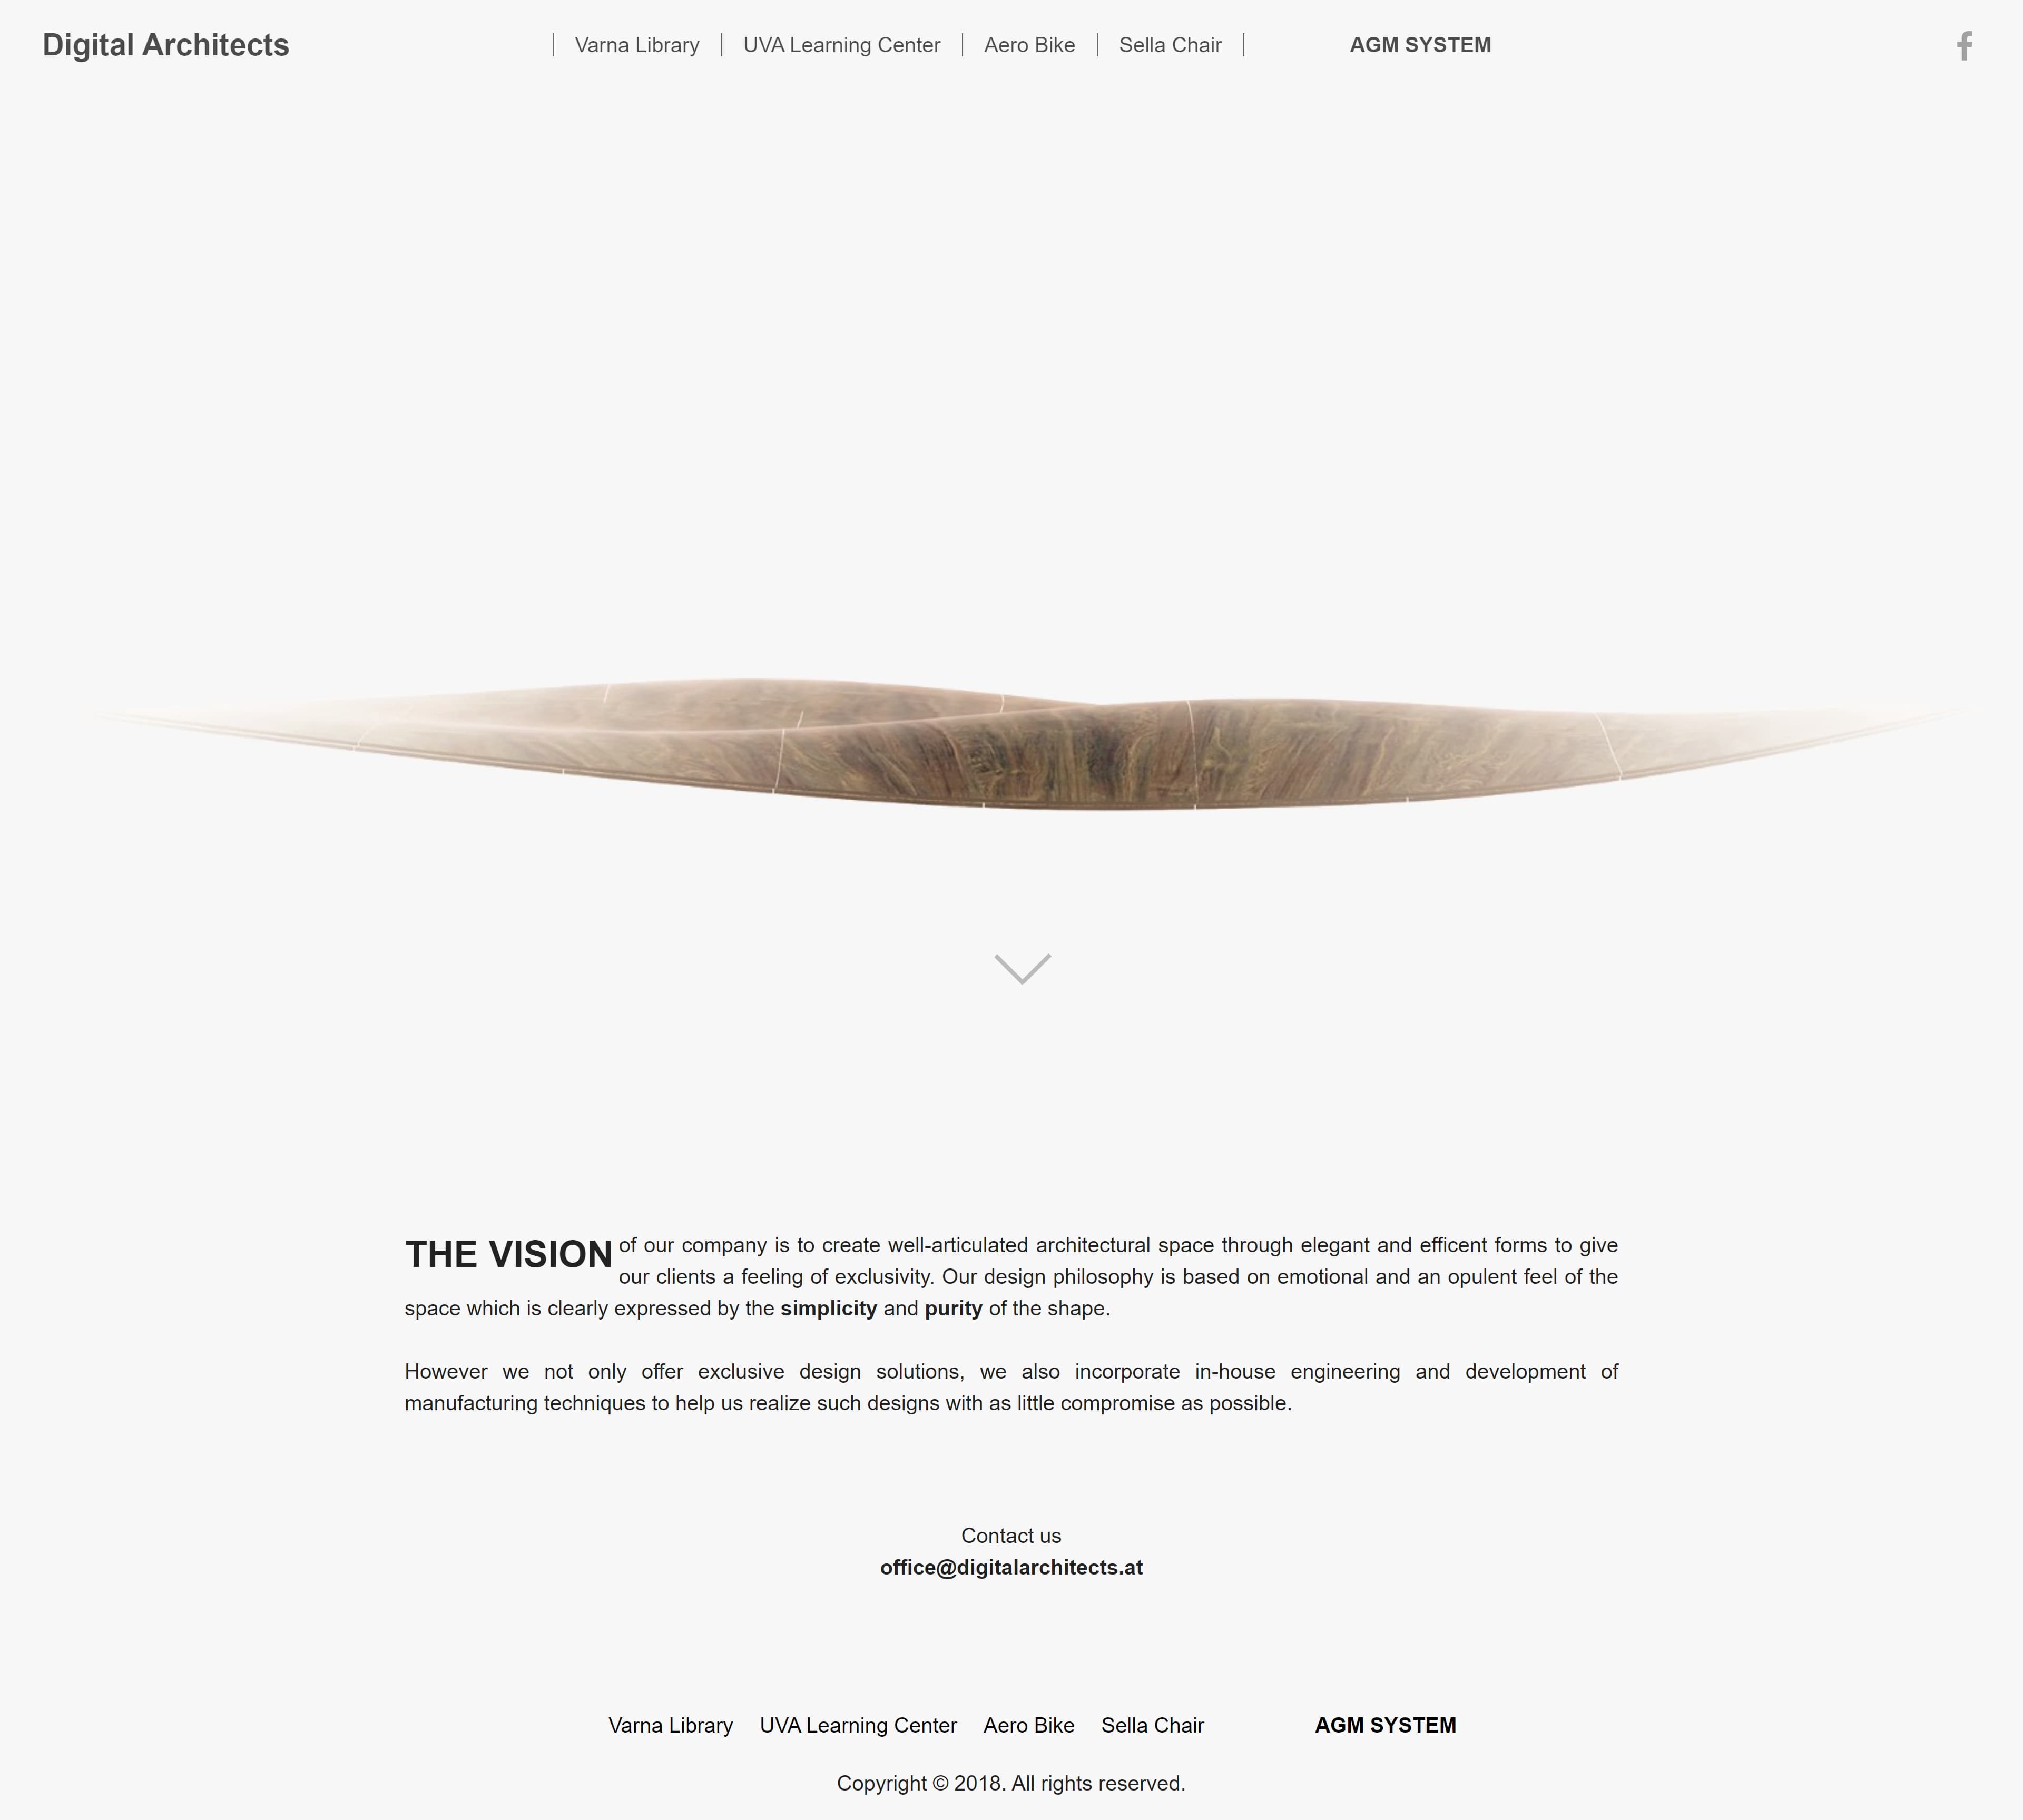 Digital Architects
Varna Library
UVA Learning Center
Aero Bike
Sella Chair
AGM SYSTEM
THE VISION of our company is to create well-articulated architectural space through elegant and efficent forms to give
our clients a feeling of exclusivity. Our design philosophy is based on emotional and an opulent feel of the
space which is clearly expressed by the simplicity and purity of the shape.
However we not only offer exclusive design solutions, we also incorporate in-house engineering and development of
manufacturing techniques to help us realize such designs with as little compromise as possible.
Contact us
office@digitalarchitects.at
Varna Library
UVA Learning Center
Aero Bike
Sella Chair
AGM SYSTEM
Copyright © 2018. All rights reserved.